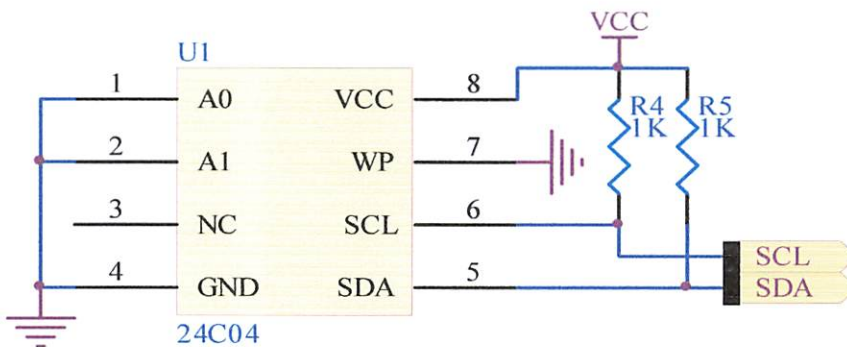 VCC
U1
1 A0 VCC 8
R4 R5
1K 1K
2 A1 WP 7
3 NC SCL 6
SCL
4 GND SDA 5
SDA
24C04